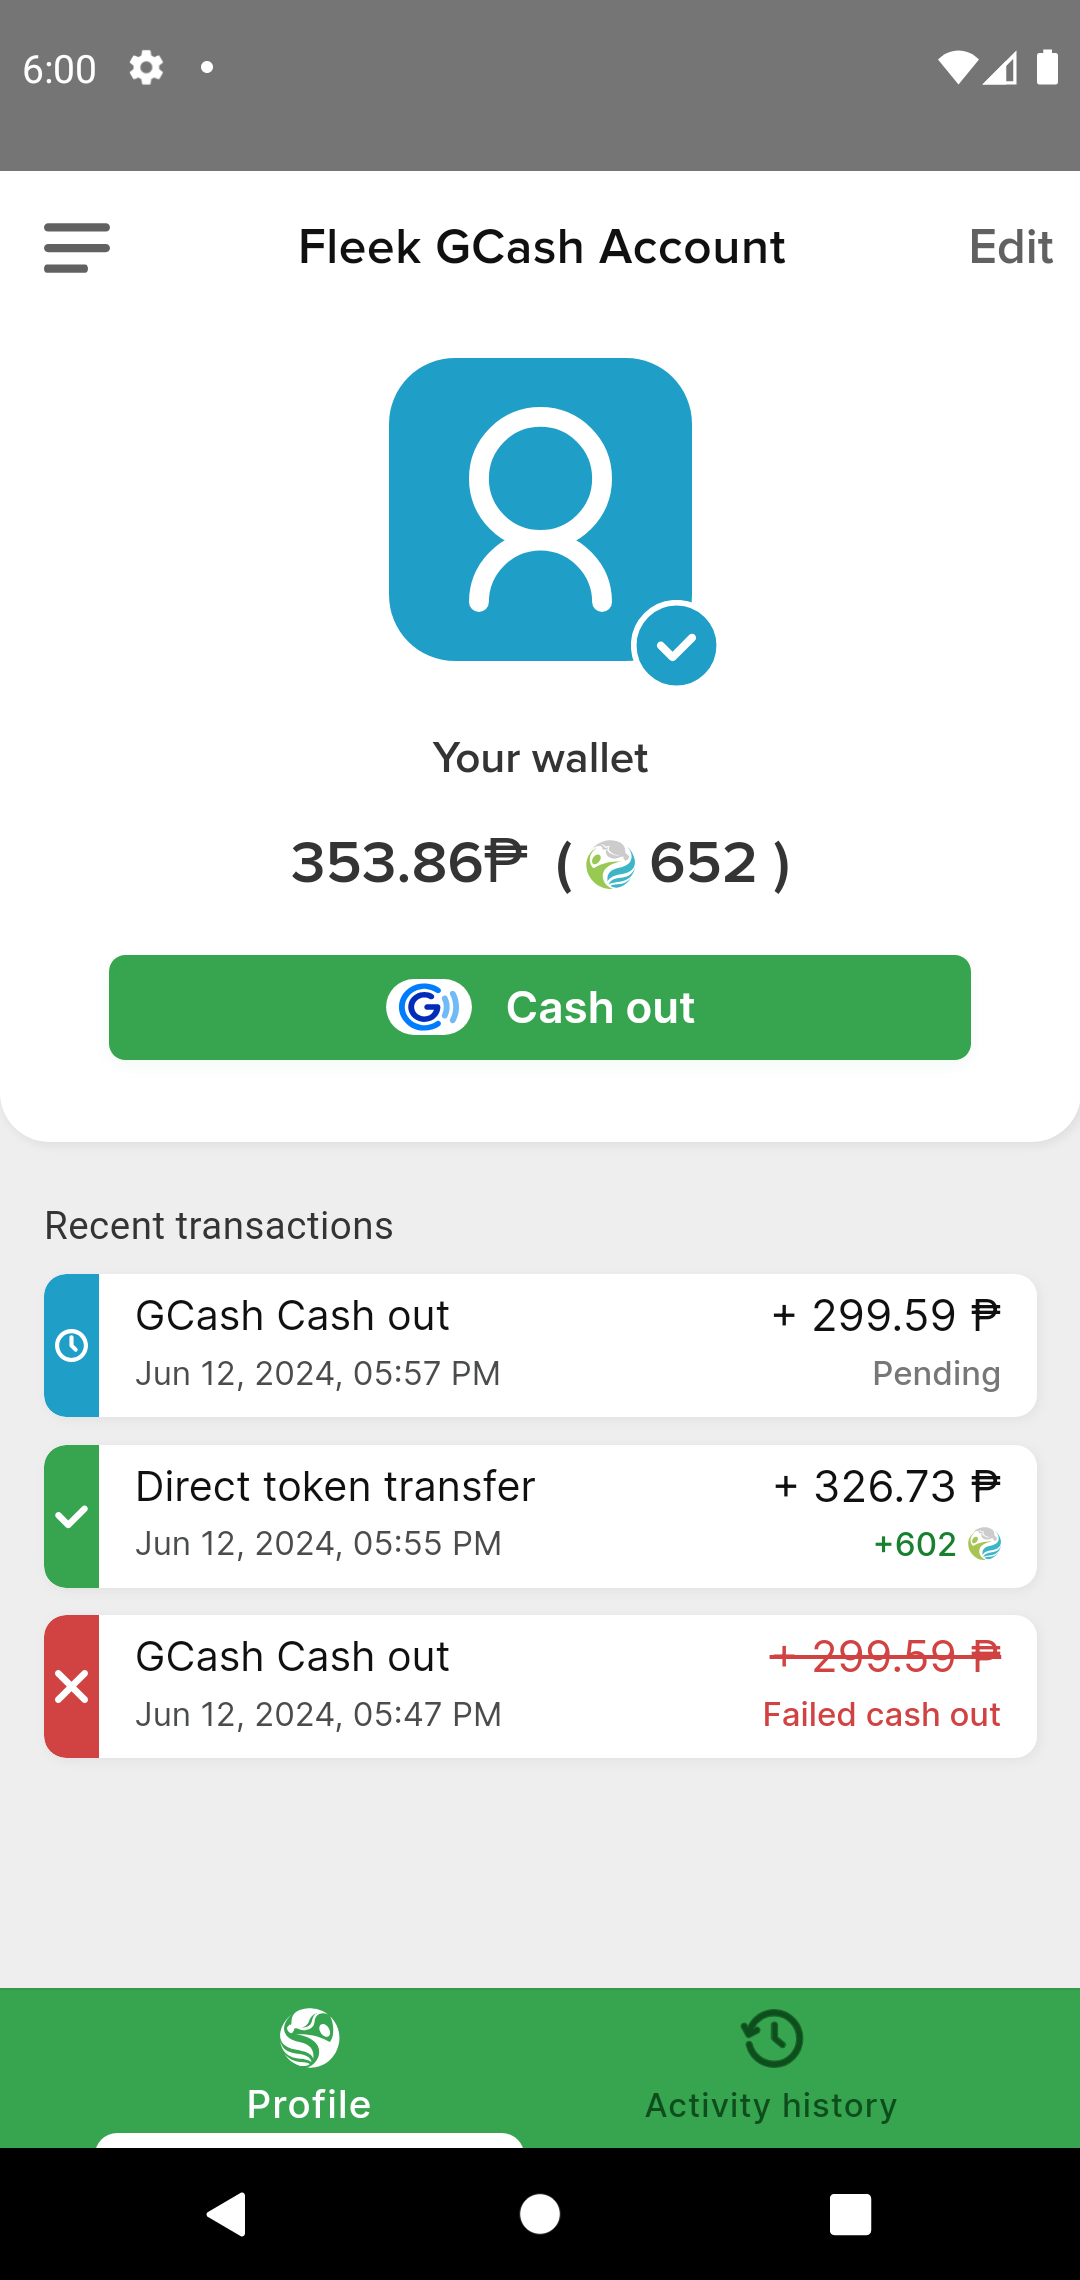 6:00
Fleek GCash Account
Edit
Your wallet
353.86₱ ( 652 )
Cash out
Recent transactions
GCash Cash out
+ 299.59 ₱
Jun 12, 2024, 05:57 PM
Pending
Direct token transfer
+ 326.73 ₱
Jun 12, 2024, 05:55 PM
+602
GCash Cash out
+ 299.59 ₱
Jun 12, 2024, 05:47 PM
Failed cash out
Profile
Activity history